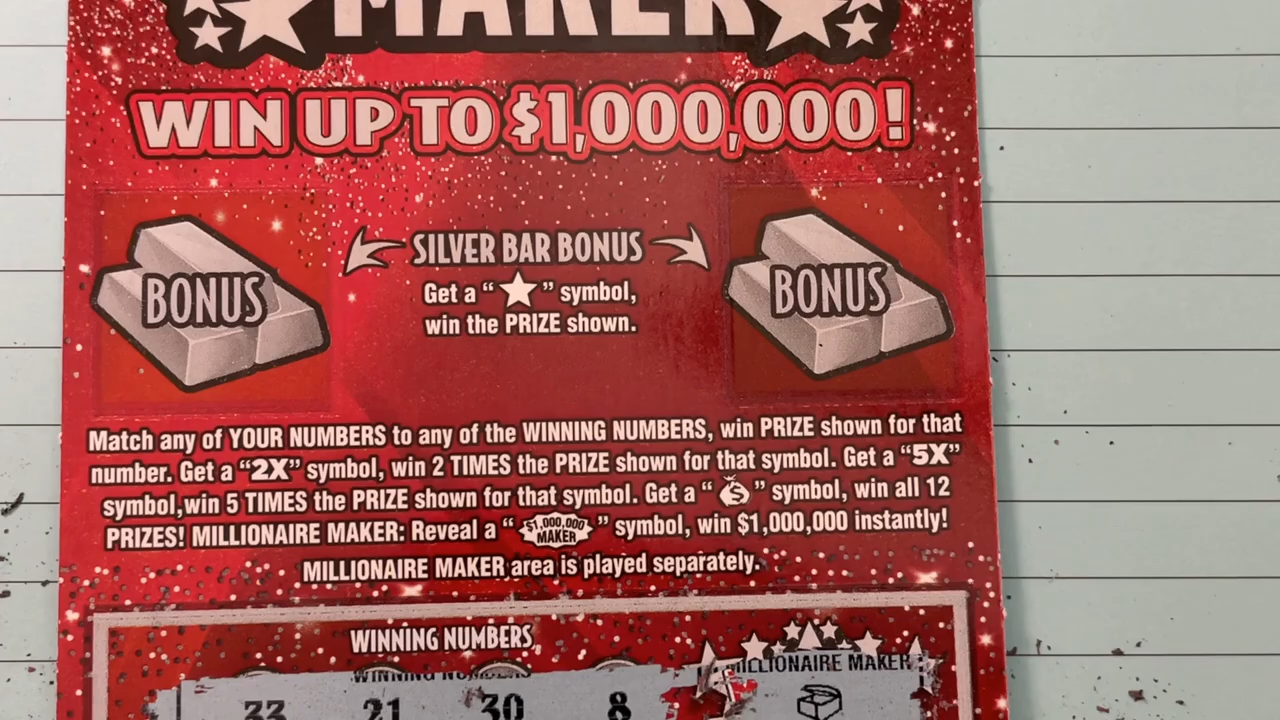 MAKER
WIN UP TO $1,000,000!
BONUS
SILVER BAR BONUS
Get a "★" symbol,
win the PRIZE shown.
BONUS
Match any of YOUR NUMBERS to any of the WINNING NUMBERS, win PRIZE shown for that
number. Get a "2X" symbol, win 2 TIMES the PRIZE shown for that symbol. Get a "5X"
symbol,win 5 TIMES the PRIZE shown for that symbol. Get a "$" symbol, win all 12
PRIZES! MILLIONAIRE MAKER: Reveal a "$1,000,000 MAKER" symbol, win $1,000,000 instantly!
MILLIONAIRE MAKER area is played separately.
WINNING NUMBERS
WINNING NUMBERS
MILLIONAIRE MAKER
33 21 30 8